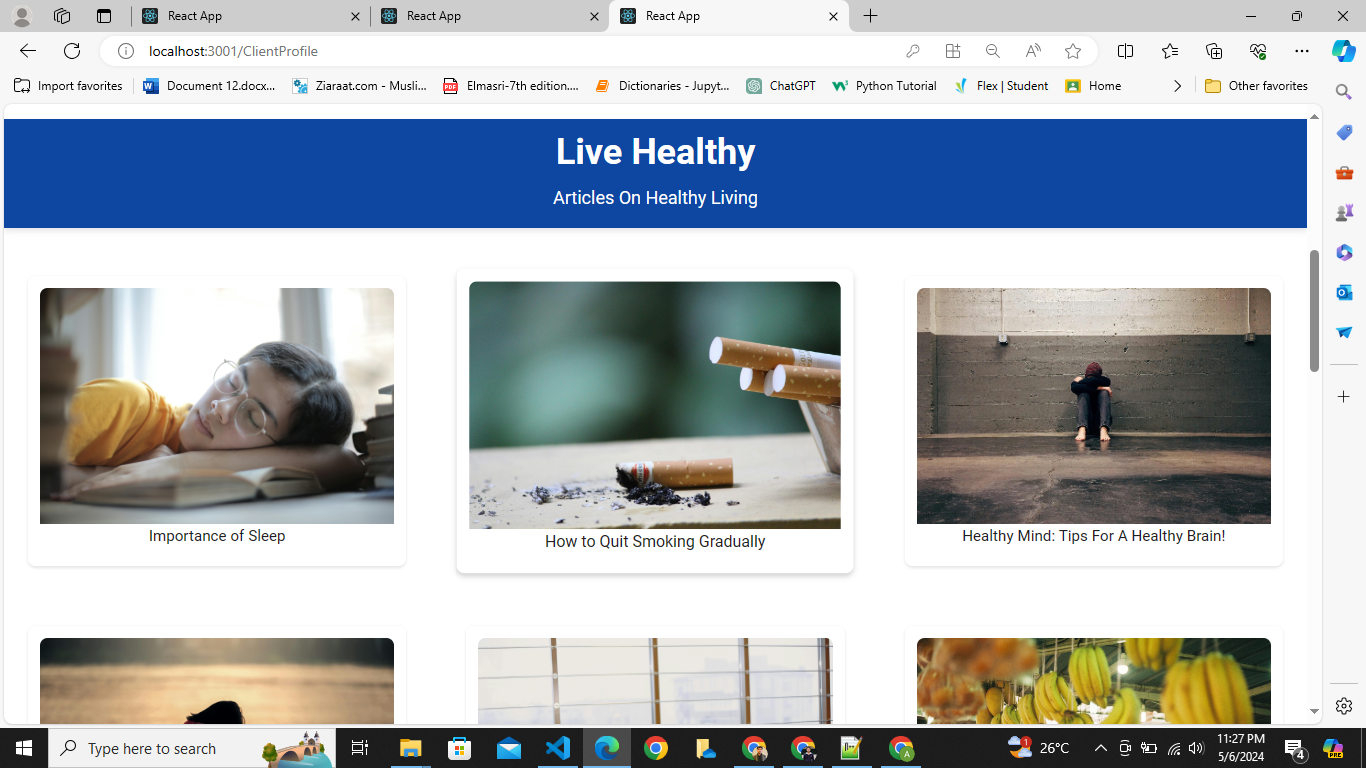 React App
React App
React App
localhost:3001/ClientProfile
Import favorites
Document 12.docx...
Ziaraat.com - Musli...
Elmasri-7th edition....
Dictionaries - Jupyt...
ChatGPT
Python Tutorial
Flex | Student
Home
Other favorites
Live Healthy
Articles On Healthy Living
Importance of Sleep
How to Quit Smoking Gradually
Healthy Mind: Tips For A Healthy Brain!
Type here to search
1
26°C
11:27 PM
5/6/2024
4
PRE